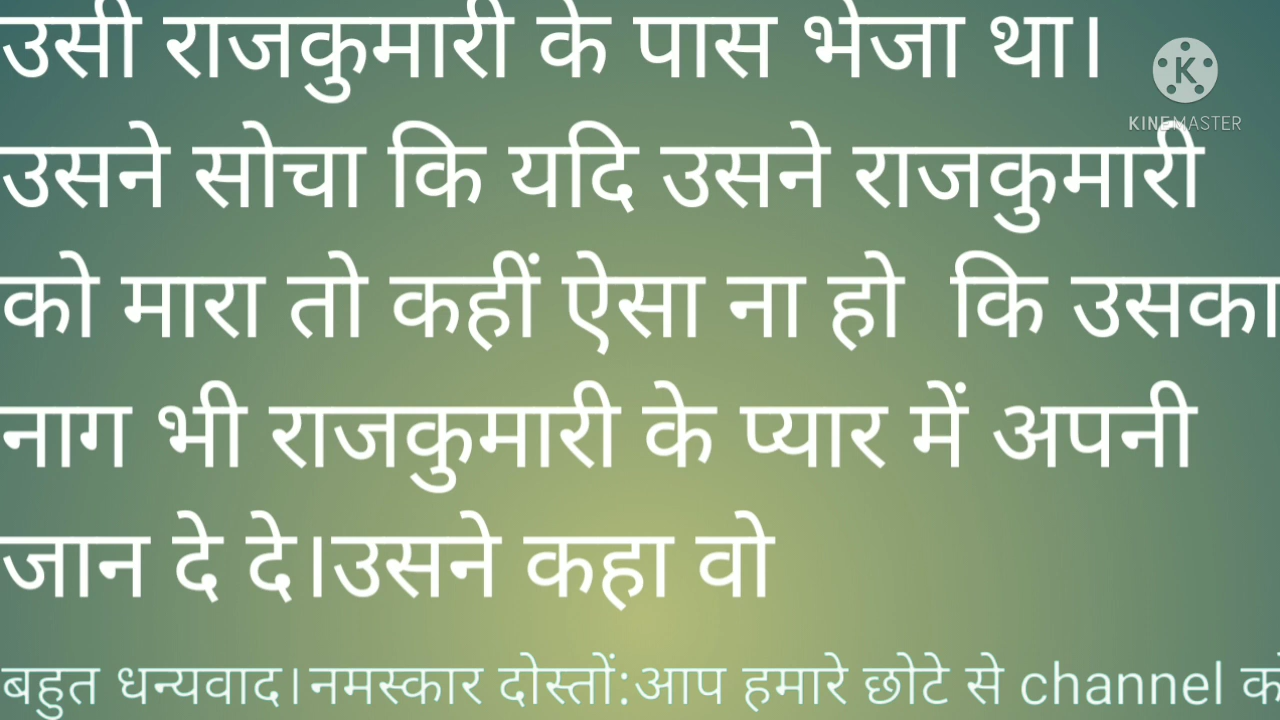 उसी राजकुमारी के पास भेजा था।
KINEMASTER
उसने सोचा कि यदि उसने राजकुमारी
को मारा तो कहीं ऐसा ना हो कि उसका
नाग भी राजकुमारी के प्यार में अपनी
जान दे दे।उसने कहा वो
बहुत धन्यवाद।नमस्कार दोस्तों:आप हमारे छोटे से channel को